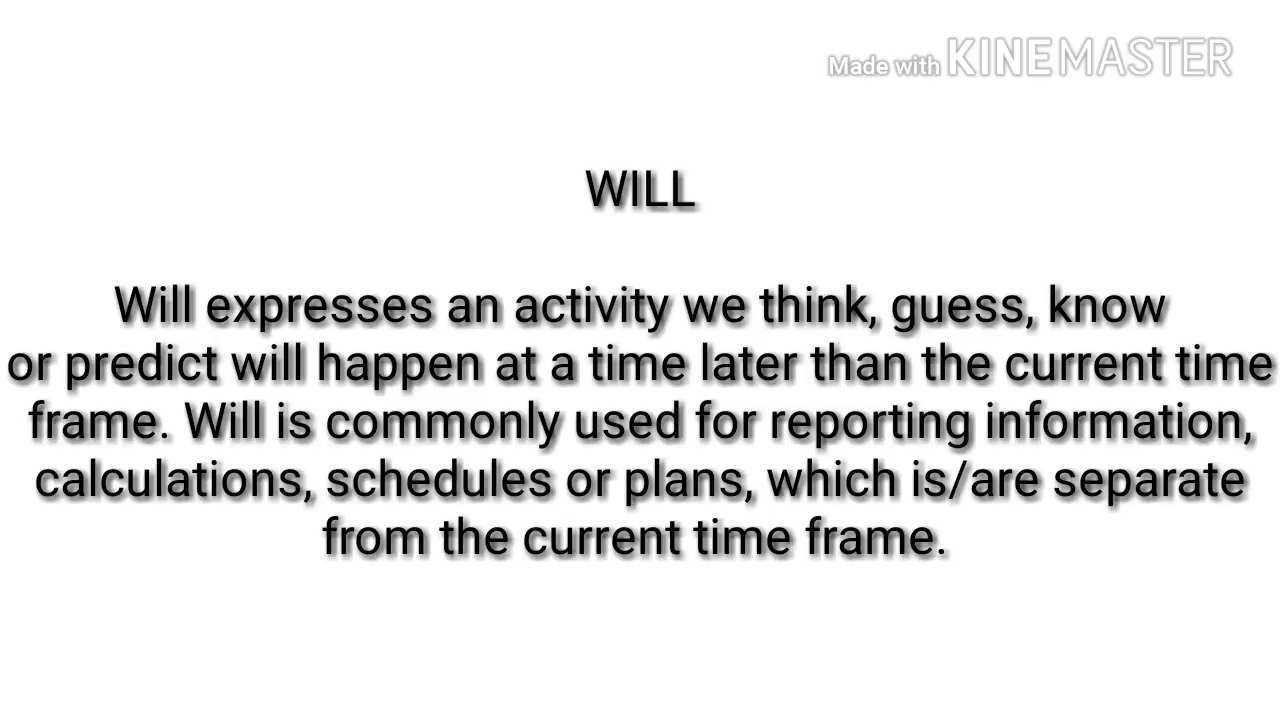 Made with KINEMASTER
WILL
Will expresses an activity we think, guess, know
or predict will happen at a time later than the current time
frame. Will is commonly used for reporting information,
calculations, schedules or plans, which is/are separate
from the current time frame.